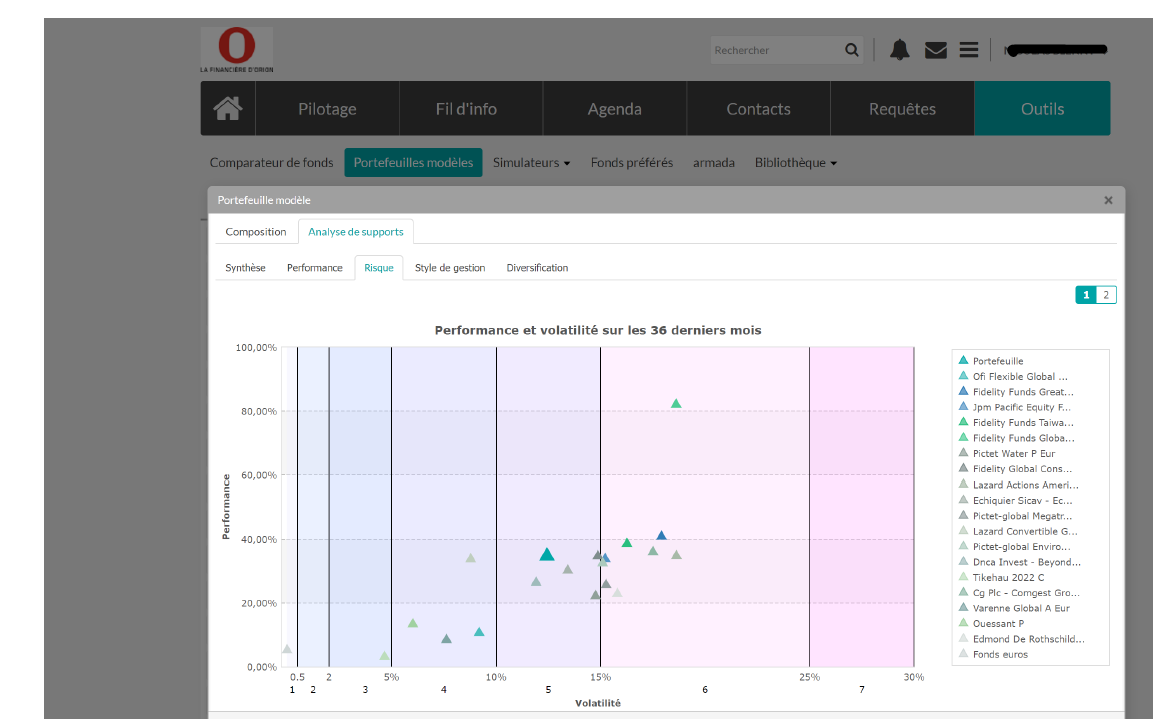 O
LA FINANCIÈRE D'ORION
Rechercher
Pilotage Fil d'info Agenda Contacts Requêtes Outils
Comparateur de fonds Portefeuilles modèles Simulateurs Fonds préférés armada Bibliothèque
Portefeuille modèle ×
Composition Analyse de supports
Synthèse Performance Risque Style de gestion Diversification
1 2
Performance et volatilité sur les 36 derniers mois
100,00%
80,00%
60,00%
40,00%
20,00%
0,00%
Performance
0.5 2 5% 10% 15% 25% 30%
1 2 3 4 5 6 7
Volatilité
Portefeuille
Ofi Flexible Global ...
Fidelity Funds Great...
Jpm Pacific Equity F...
Fidelity Funds Taiwa...
Fidelity Funds Globa...
Pictet Water P Eur
Fidelity Global Cons...
Lazard Actions Ameri...
Echiquier Sicav - Ec...
Pictet-global Megatr...
Lazard Convertible G...
Pictet-global Enviro...
Dnca Invest - Beyond...
Tikehau 2022 C
Cg Plc - Comgest Gro...
Varenne Global A Eur
Ouessant P
Edmond De Rothschild...
Fonds euros